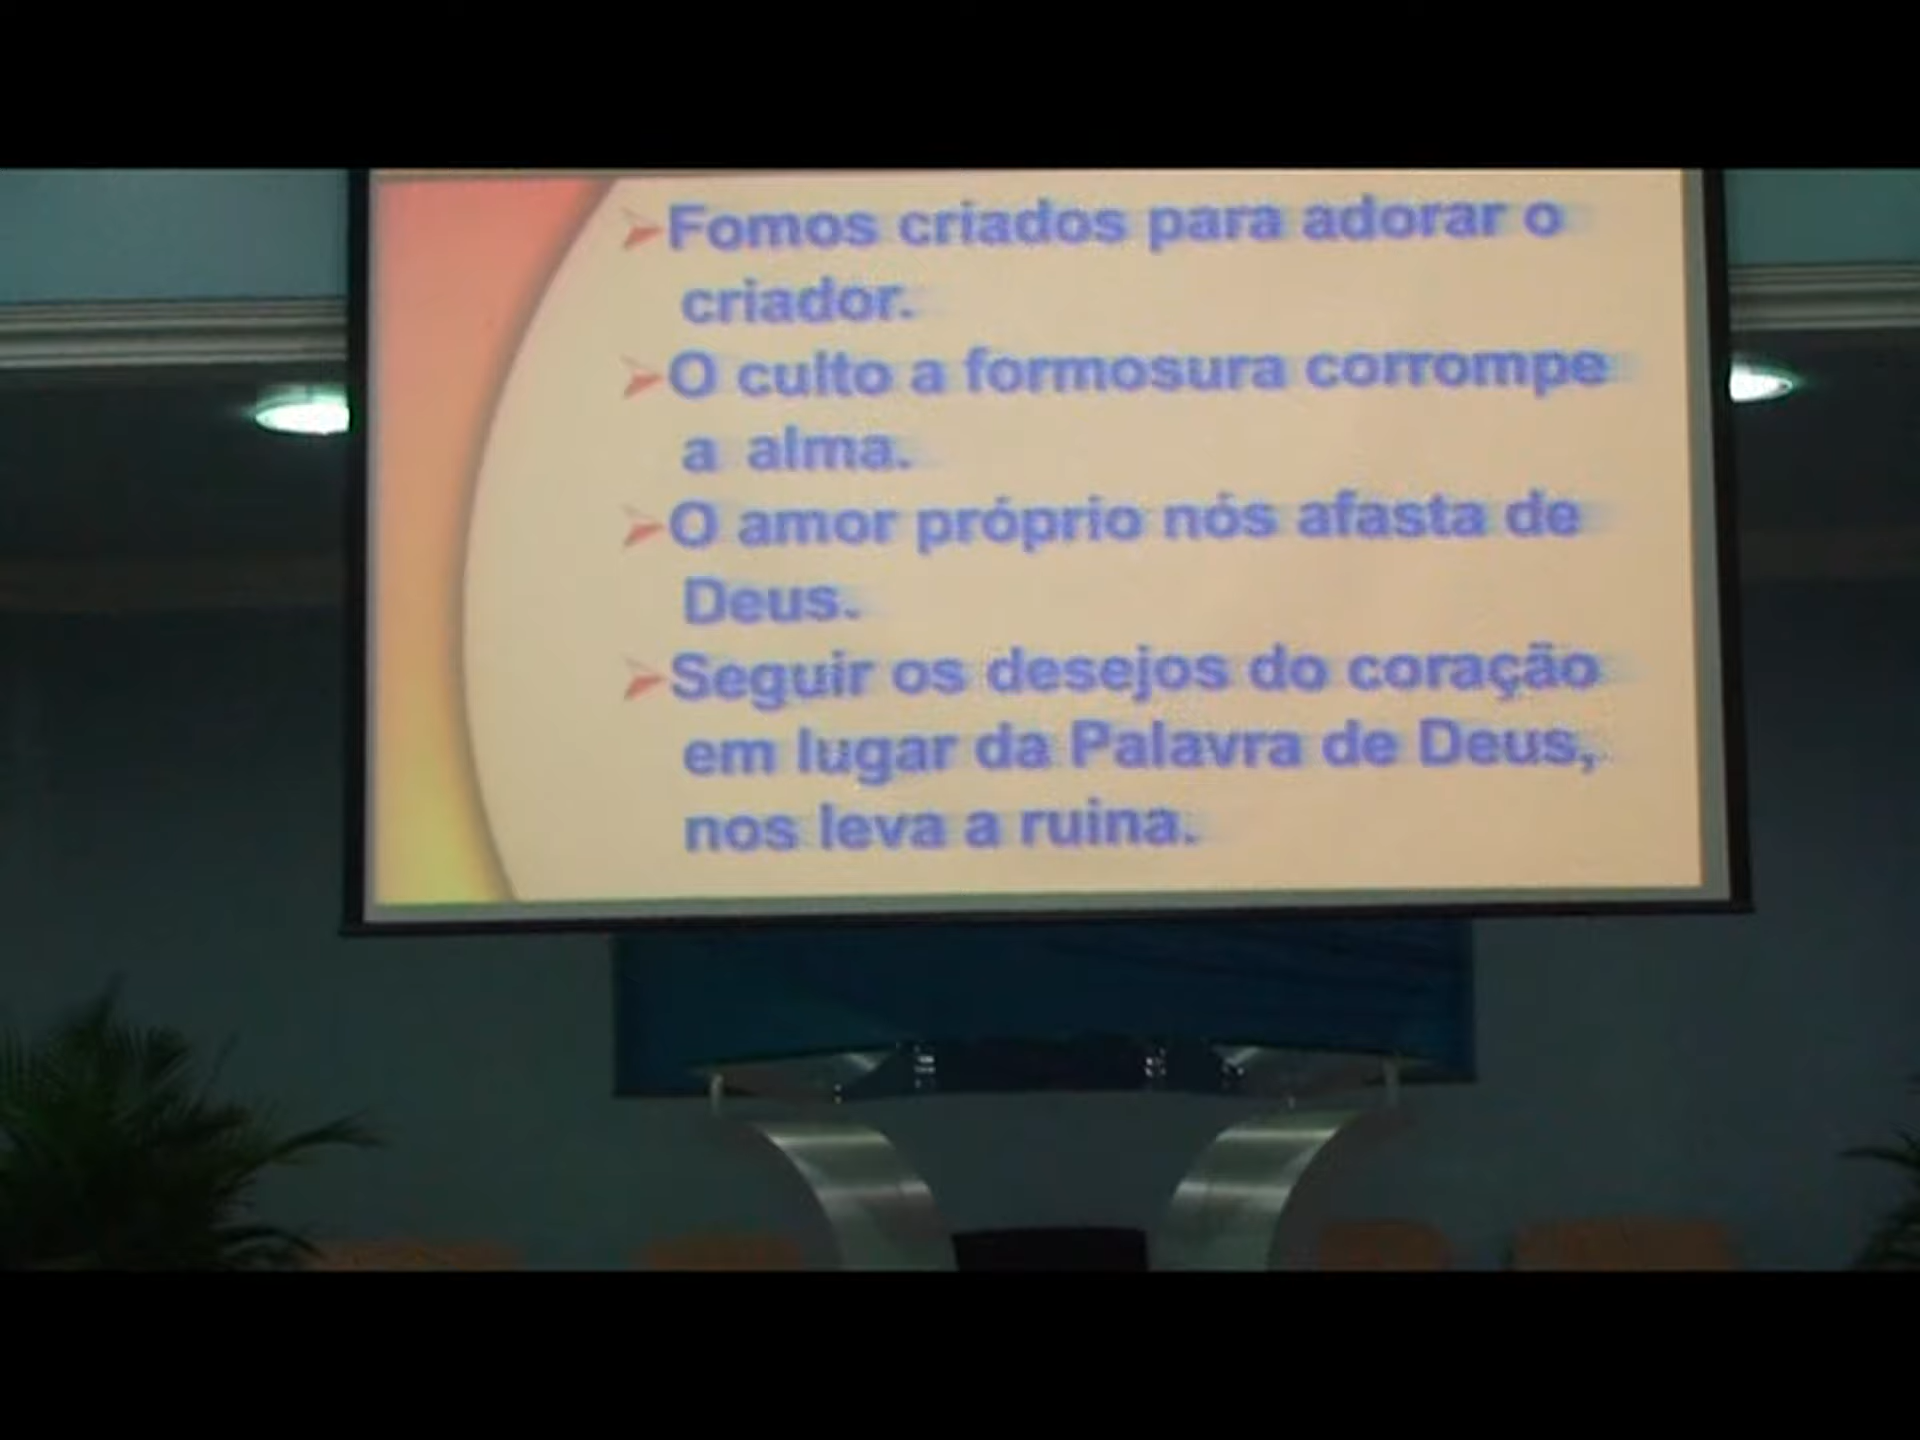 Fomos criados para adorar o
criador.
O culto a formosura corrompe
a alma.
O amor próprio nós afasta de
Deus.
Seguir os desejos do coração
em lugar da Palavra de Deus,
nos leva a ruina.